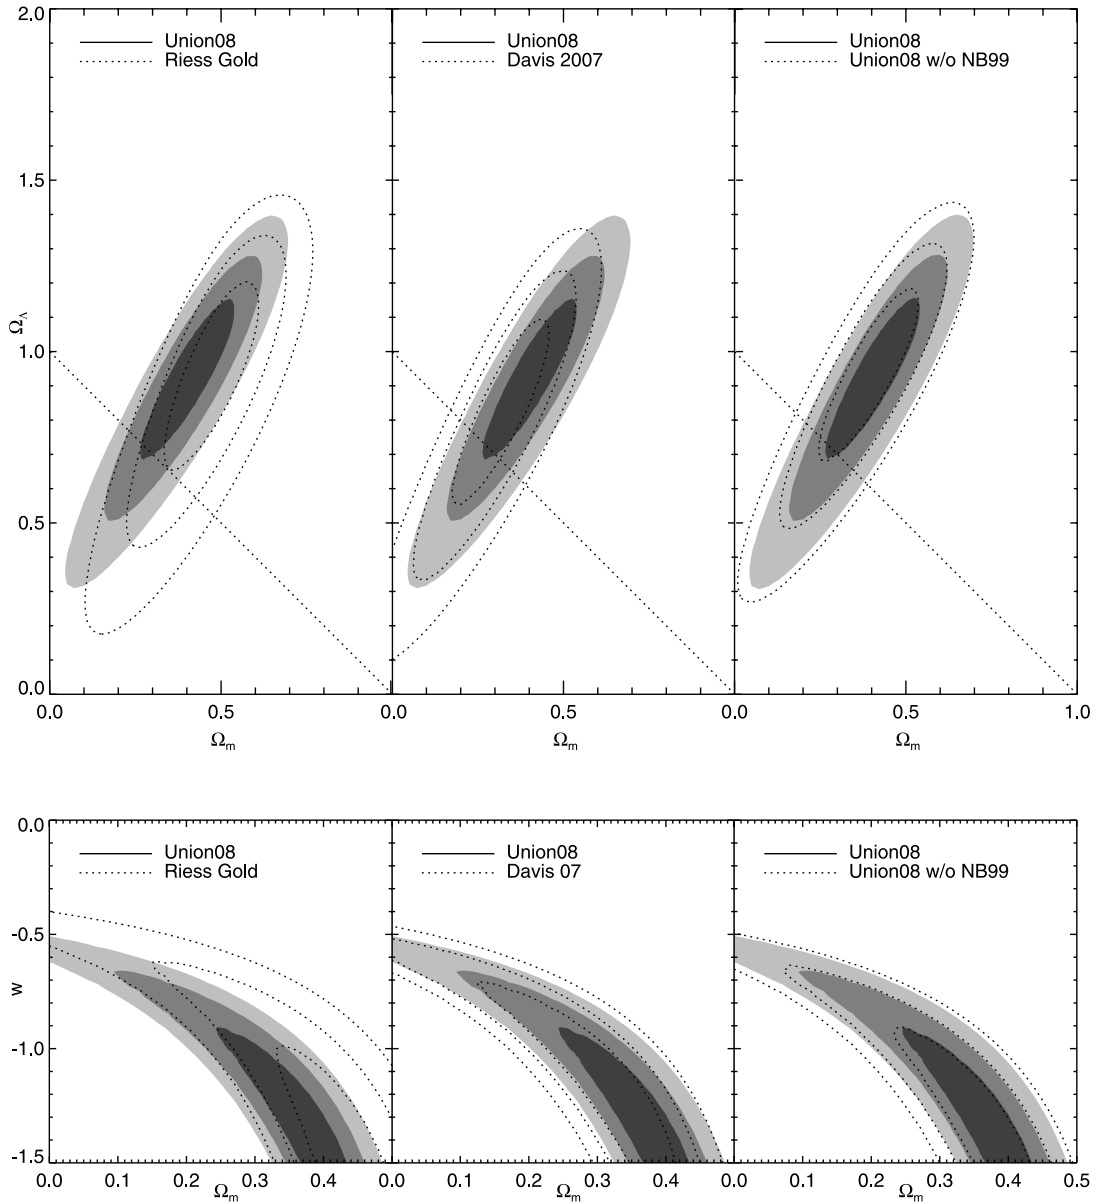 2.0
Union08
Riess Gold
Union08
Davis 2007
Union08
Union08 w/o NB99
1.5
Ω_Λ
1.0
0.5
0.0
0.0 0.5 0.0 0.5 0.0 0.5 1.0
Ω_m Ω_m Ω_m
0.0
Union08
Riess Gold
Union08
Davis 07
Union08
Union08 w/o NB99
-0.5
w
-1.0
-1.5
0.0 0.1 0.2 0.3 0.4 0.0 0.1 0.2 0.3 0.4 0.0 0.1 0.2 0.3 0.4 0.5
Ω_m Ω_m Ω_m